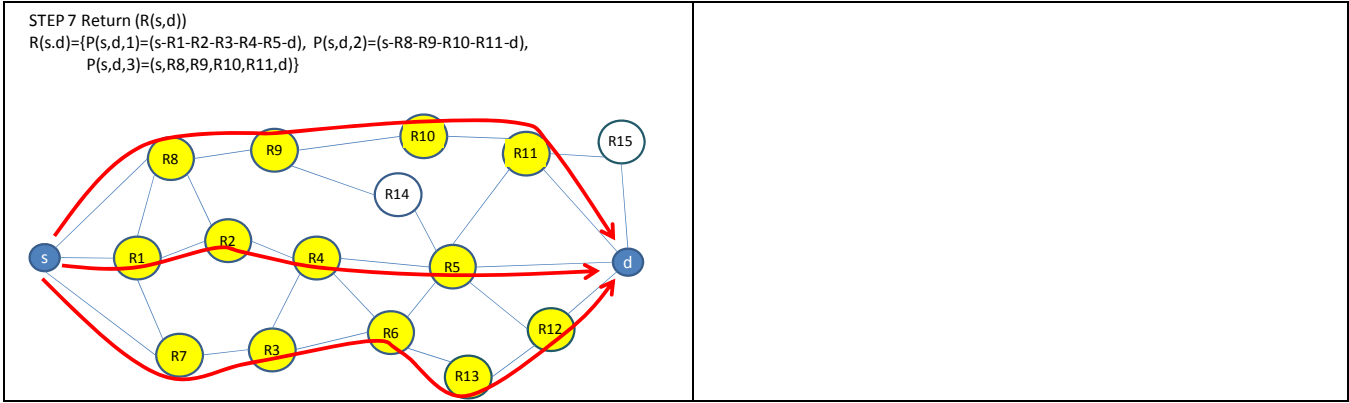 STEP 7 Return (R(s,d))
R(s.d)={P(s,d,1)=(s-R1-R2-R3-R4-R5-d), P(s,d,2)=(s-R8-R9-R10-R11-d),
P(s,d,3)=(s,R8,R9,R10,R11,d)}
R10
R15
R9
R11
R8
R14
R2
s
R1
R4
R5
d
R6
R12
R7
R3
R13